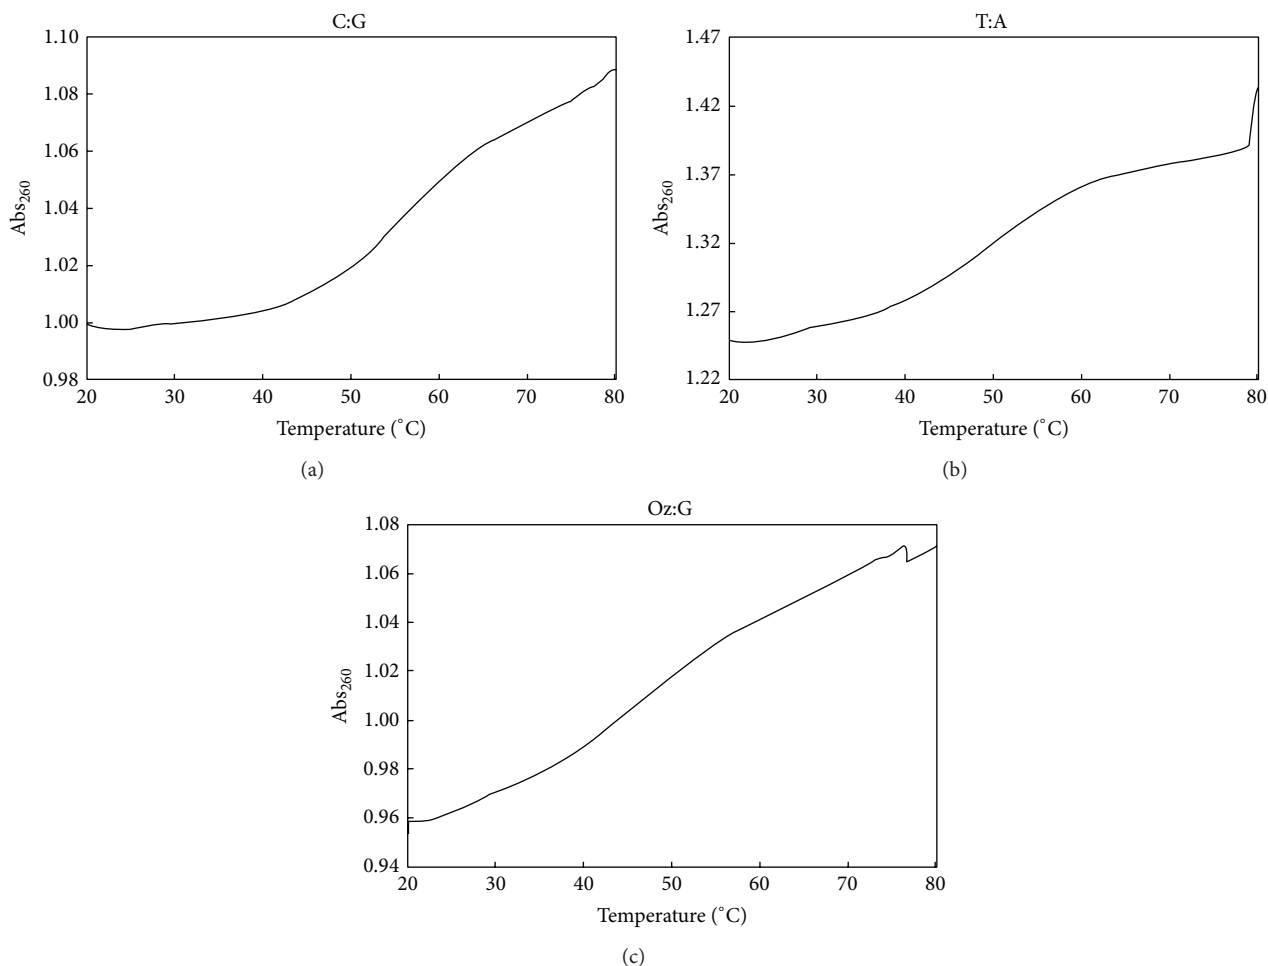 C:G
1.10
1.08
1.06
1.04
1.02
1.00
0.98
Abs260
20 30 40 50 60 70 80
Temperature (°C)
(a)
T:A
1.47
1.42
1.37
1.32
1.27
1.22
Abs260
20 30 40 50 60 70 80
Temperature (°C)
(b)
Oz:G
1.08
1.06
1.04
1.02
1.00
0.98
0.96
0.94
Abs260
20 30 40 50 60 70 80
Temperature (°C)
(c)